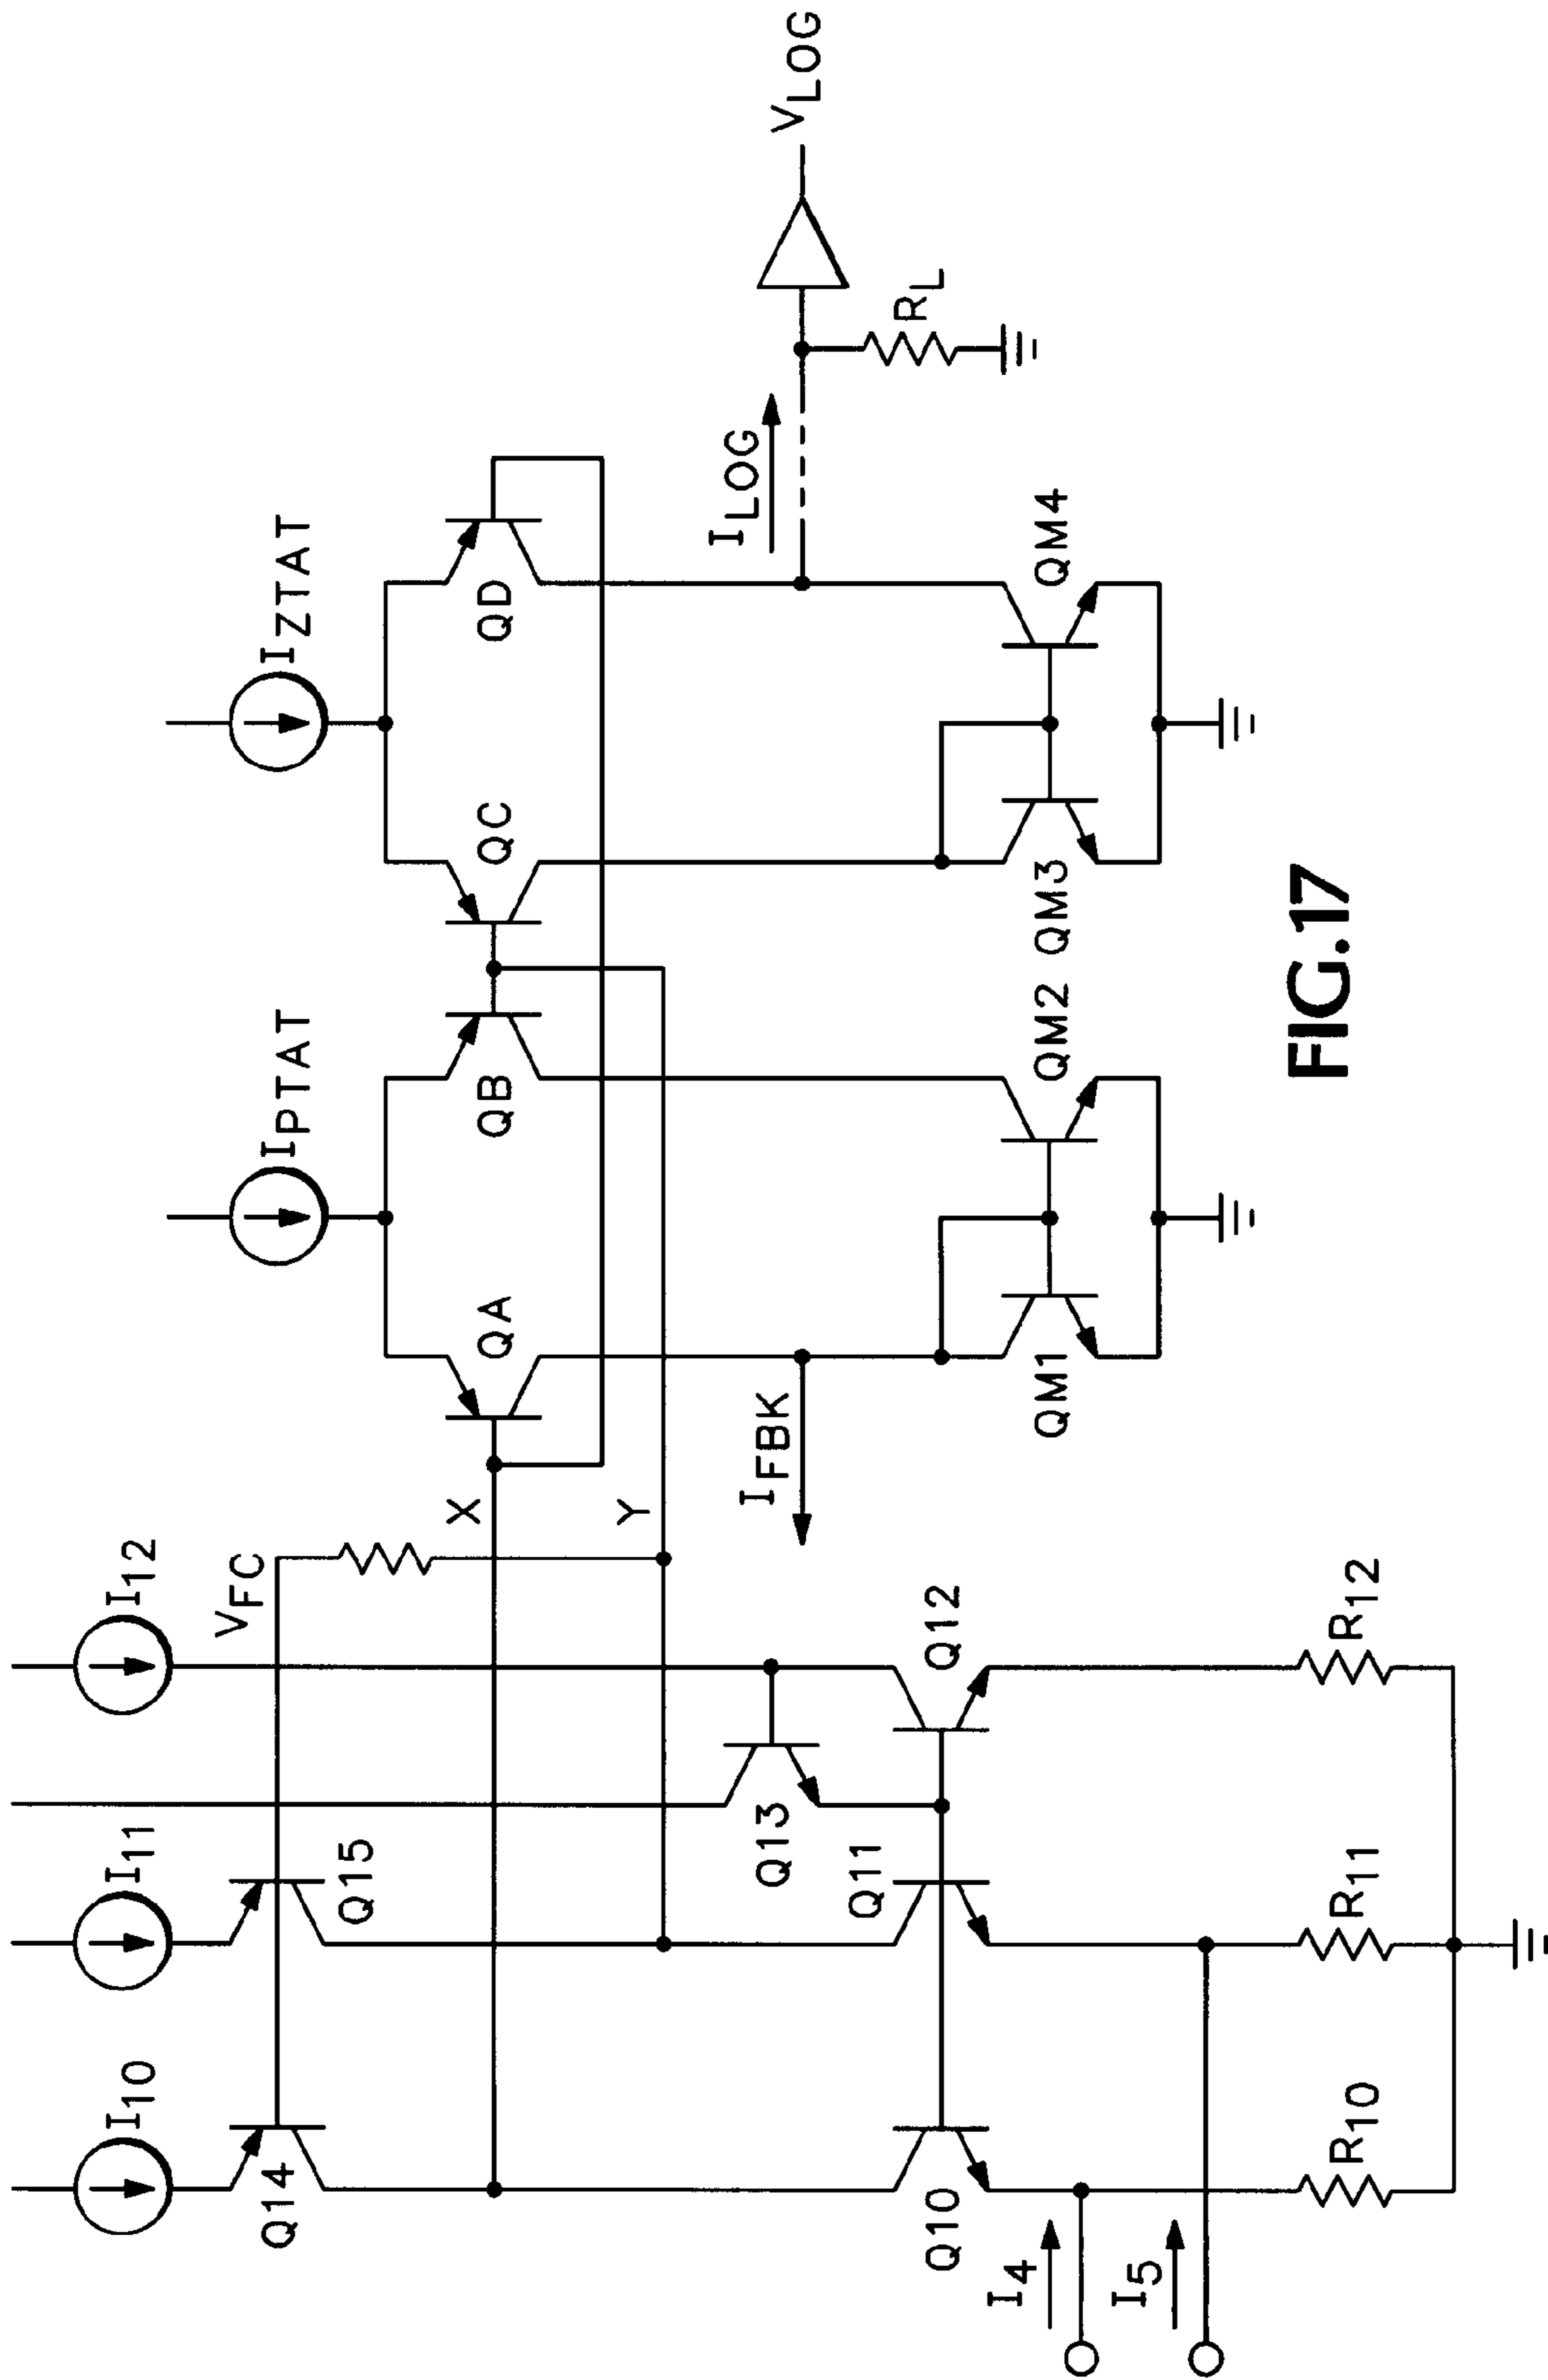 I10
I11
I12
Q14
Q15
VFC
IPTAT
IZTAT
X
Y
QA
QB
QC
QD
IFBK
ILOG
VLOG
RL
Q13
Q10
Q11
Q12
QM1
QM2
QM3
QM4
I4
I5
R10
R11
R12
FIG.17